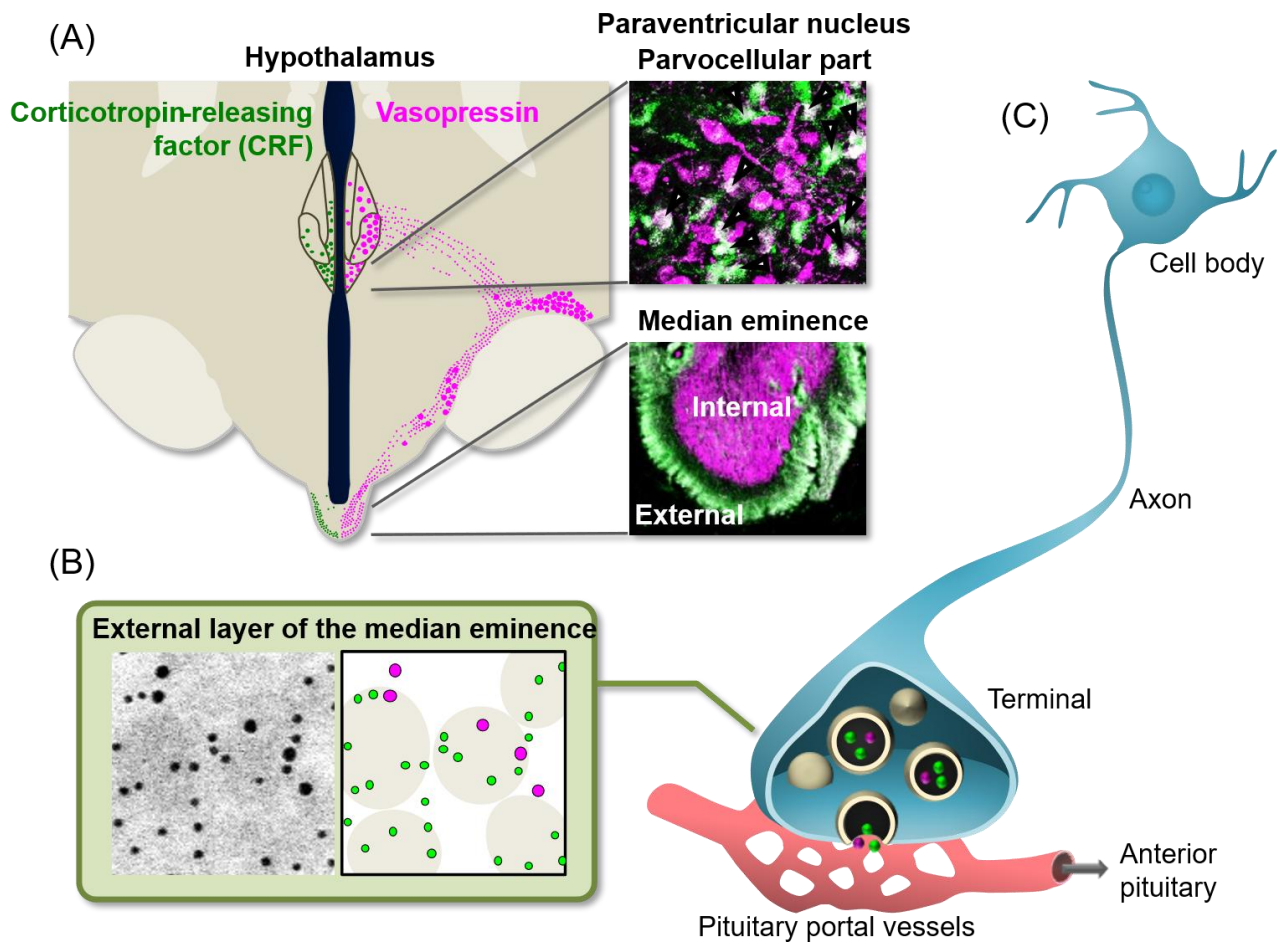 (A)
Hypothalamus
Corticotropin-releasing
factor (CRF)
Vasopressin
Paraventricular nucleus
Parvocellular part
Median eminence
Internal
External
(B)
External layer of the median eminence
(C)
Cell body
Axon
Terminal
Anterior
pituitary
Pituitary portal vessels